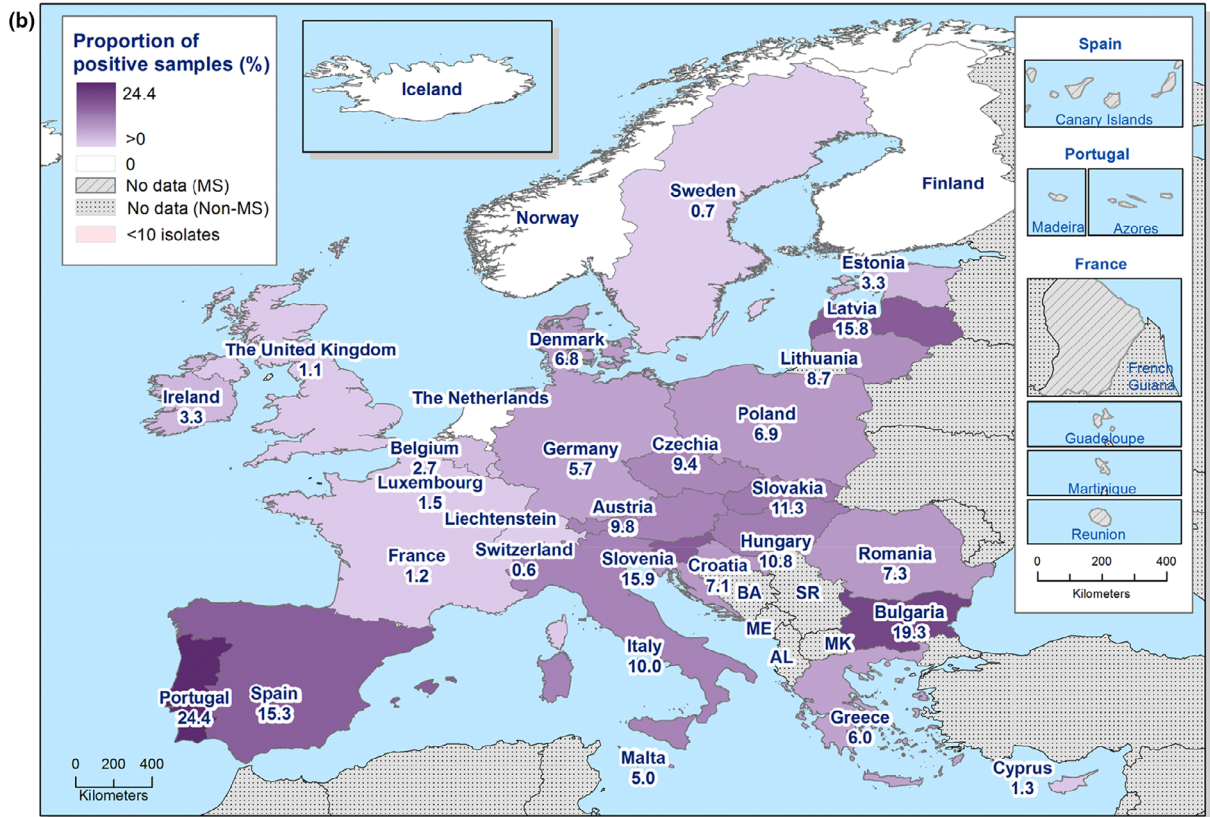 (b)
Proportion of
positive samples (%)
24.4
>0
0
No data (MS)
No data (Non-MS)
<10 isolates
Iceland
Spain
Canary Islands
Portugal
Madeira
Azores
France
French
Guiana
Guadeloupe
Martinique
Reunion
0 200 400
Kilometers
Norway
Sweden
0.7
Finland
Estonia
3.3
Latvia
15.8
Lithuania
8.7
Denmark
6.8
The United Kingdom
1.1
Ireland
3.3
The Netherlands
Belgium
2.7
Luxembourg
1.5
Germany
5.7
Poland
6.9
Czechia
9.4
Slovakia
11.3
Austria
9.8
Liechtenstein
Switzerland
0.6
France
1.2
Slovenia
15.9
Hungary
10.8
Croatia
7.1
Romania
7.3
BA
SR
Bulgaria
19.3
ME
MK
AL
Italy
10.0
Portugal
24.4
Spain
15.3
Greece
6.0
Malta
5.0
Cyprus
1.3
0 200 400
Kilometers